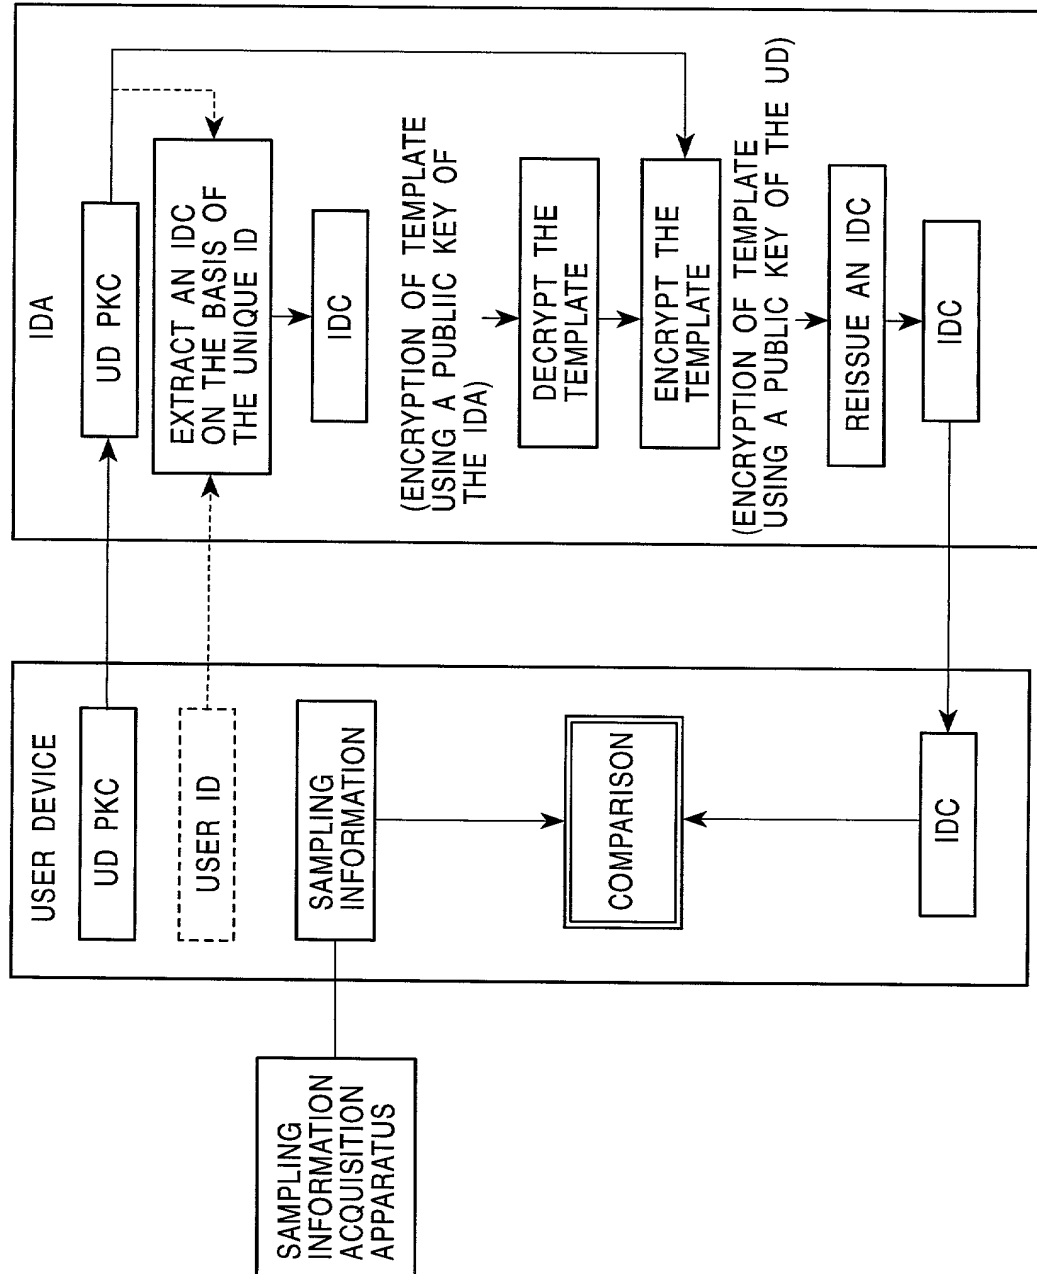 SAMPLING
INFORMATION
ACQUISITION
APPARATUS
USER DEVICE
UD PKC
USER ID
SAMPLING
INFORMATION
COMPARISON
IDC
IDA
UD PKC
EXTRACT AN IDC
ON THE BASIS OF
THE UNIQUE ID
IDC
(ENCRYPTION OF TEMPLATE
USING A PUBLIIC KEY OF
THE IDA)
DECRYPT THE
TEMPLATE
ENCRYPT THE
TEMPLATE
(ENCRYPTION OF TEMPLATE
USING A PUBLIC KEY OF THE UD)
REISSUE AN IDC
IDC